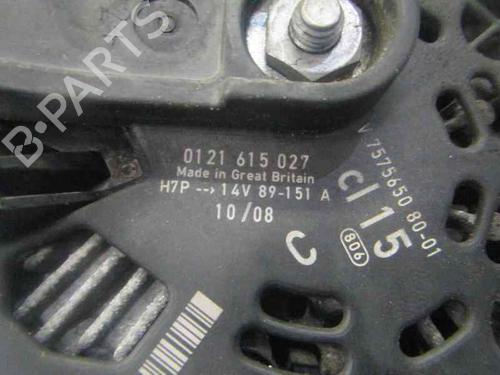 B-PARTS
0121 615 027
Made in Great Britain
H7P --> 14V 89-151 A
10/08
C
V 7575650 80-01
C/15
806